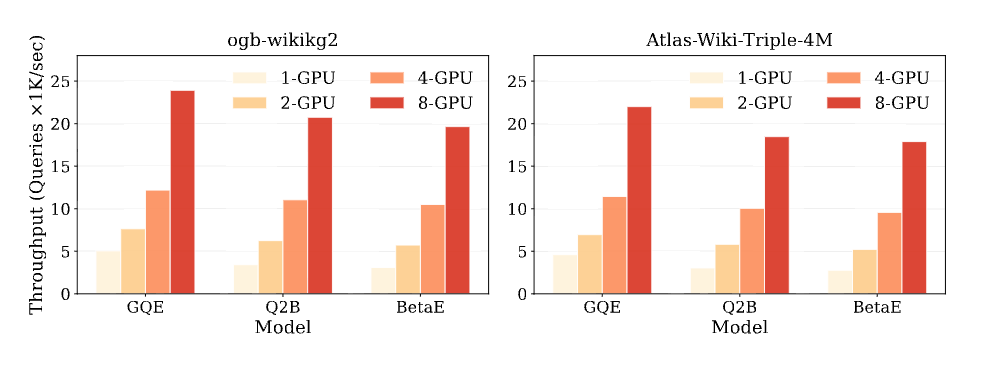 ogb-wikikg2
Throughput (Queries ×1K/sec)
25
20
15
10
5
0
1-GPU
2-GPU
4-GPU
8-GPU
GQE
Q2B
BetaE
Model
Atlas-Wiki-Triple-4M
25
20
15
10
5
0
1-GPU
2-GPU
4-GPU
8-GPU
GQE
Q2B
BetaE
Model